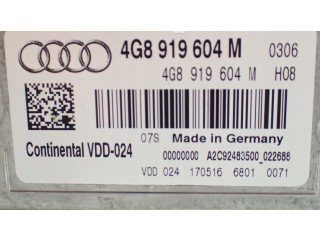 4G8 919 604 M 0306
4G8 919 604 M H08
07S Made in Germany
Continental VDD-024 00000000 A2C92483500_022688
VDD 024 170516 6801 0071